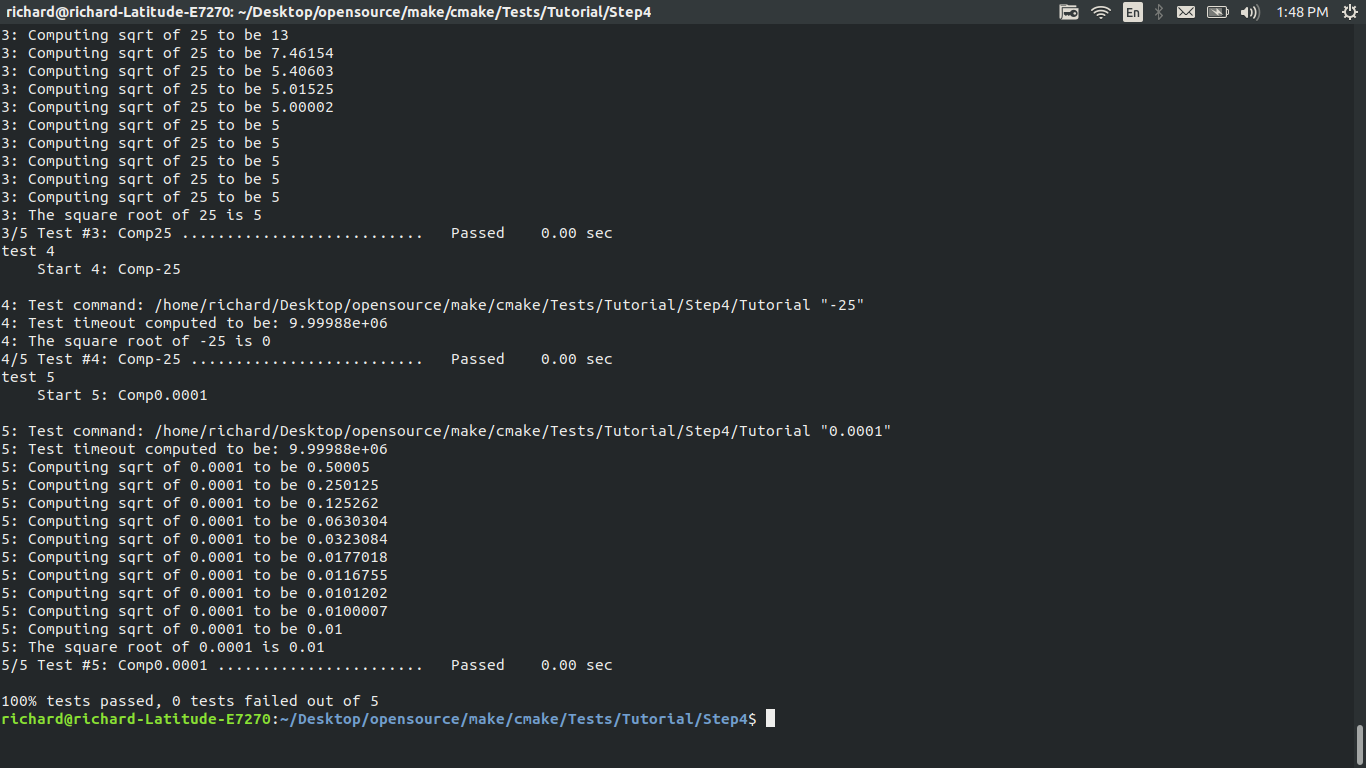 richard@richard-Latitude-E7270: ~/Desktop/opensource/make/cmake/Tests/Tutorial/Step4 En 1:48 PM
3: Computing sqrt of 25 to be 13
3: Computing sqrt of 25 to be 7.46154
3: Computing sqrt of 25 to be 5.40603
3: Computing sqrt of 25 to be 5.01525
3: Computing sqrt of 25 to be 5.00002
3: Computing sqrt of 25 to be 5
3: Computing sqrt of 25 to be 5
3: Computing sqrt of 25 to be 5
3: Computing sqrt of 25 to be 5
3: Computing sqrt of 25 to be 5
3: The square root of 25 is 5
3/5 Test #3: Comp25 ...........................   Passed    0.00 sec
test 4
    Start 4: Comp-25
4: Test command: /home/richard/Desktop/opensource/make/cmake/Tests/Tutorial/Step4/Tutorial "-25"
4: Test timeout computed to be: 9.99988e+06
4: The square root of -25 is 0
4/5 Test #4: Comp-25 ..........................   Passed    0.00 sec
test 5
    Start 5: Comp0.0001
5: Test command: /home/richard/Desktop/opensource/make/cmake/Tests/Tutorial/Step4/Tutorial "0.0001"
5: Test timeout computed to be: 9.99988e+06
5: Computing sqrt of 0.0001 to be 0.50005
5: Computing sqrt of 0.0001 to be 0.250125
5: Computing sqrt of 0.0001 to be 0.125262
5: Computing sqrt of 0.0001 to be 0.0630304
5: Computing sqrt of 0.0001 to be 0.0323084
5: Computing sqrt of 0.0001 to be 0.0177018
5: Computing sqrt of 0.0001 to be 0.0116755
5: Computing sqrt of 0.0001 to be 0.0101202
5: Computing sqrt of 0.0001 to be 0.0100007
5: Computing sqrt of 0.0001 to be 0.01
5: The square root of 0.0001 is 0.01
5/5 Test #5: Comp0.0001 .......................   Passed    0.00 sec
100% tests passed, 0 tests failed out of 5
richard@richard-Latitude-E7270:~/Desktop/opensource/make/cmake/Tests/Tutorial/Step4$